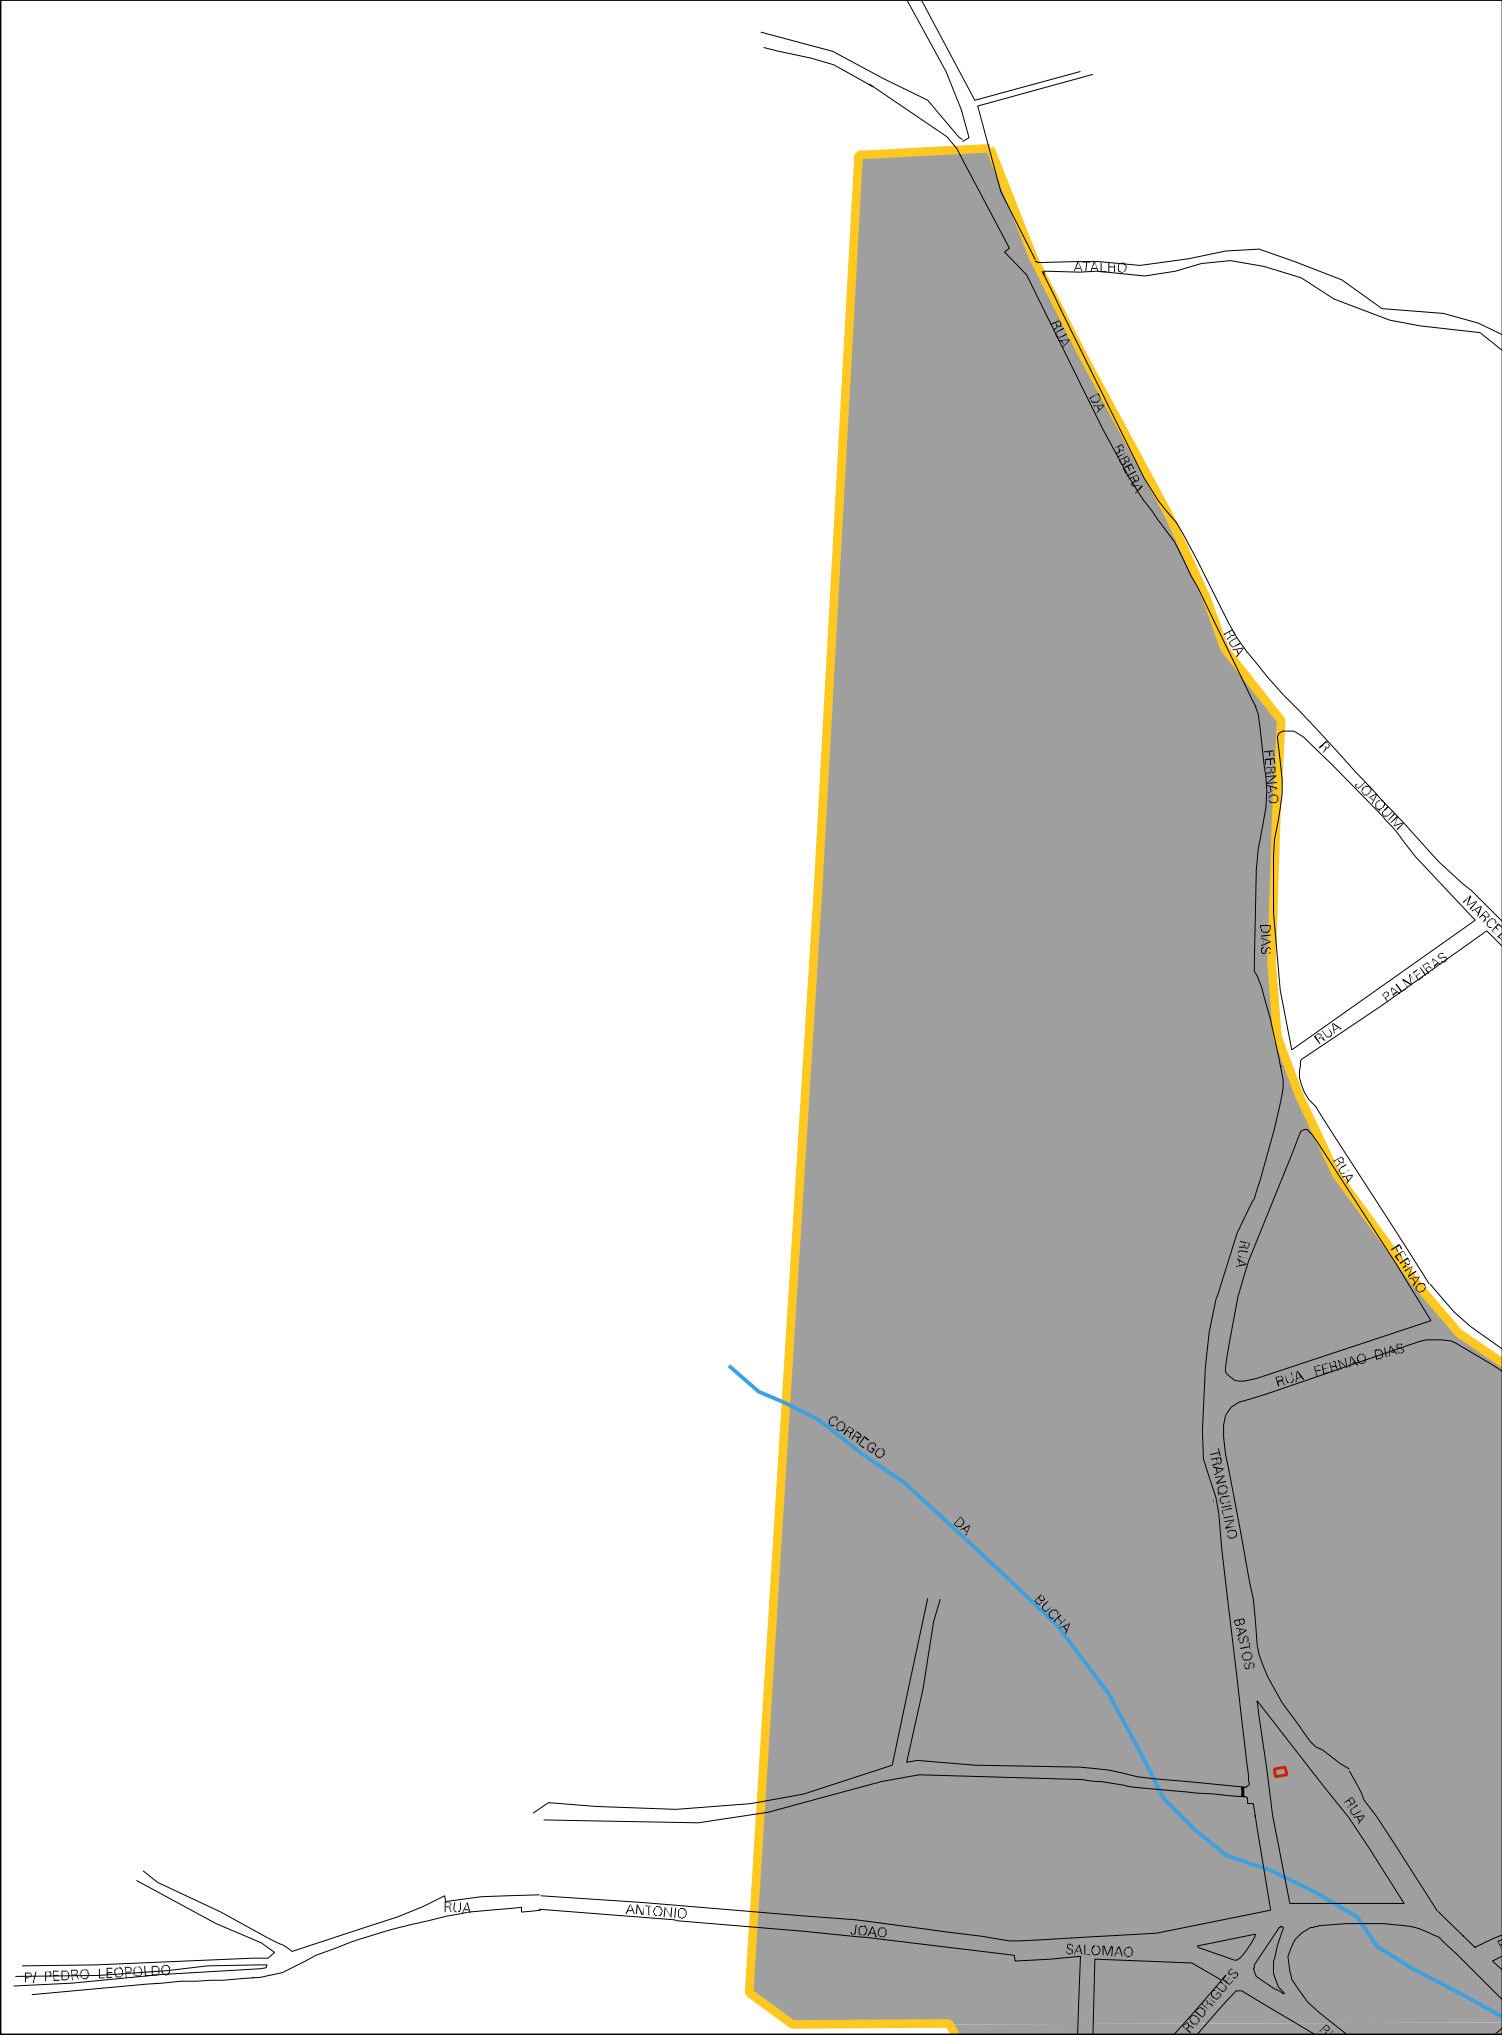 ATALHO
RUA
DA
RIBEIRA
RUA
R
JOAQUIM
FERNAO
DIAS
PALMEIRAS
RUA
RUA
FERNAO
RUA
RUA FERNAO DIAS
CORREGO
DA
BUCHA
TRANQUILINO
BASTOS
RUA
RUA
ANTONIO
JOAO
SALOMAO
P/ PEDRO LEOPOLDO
RODRIGUES